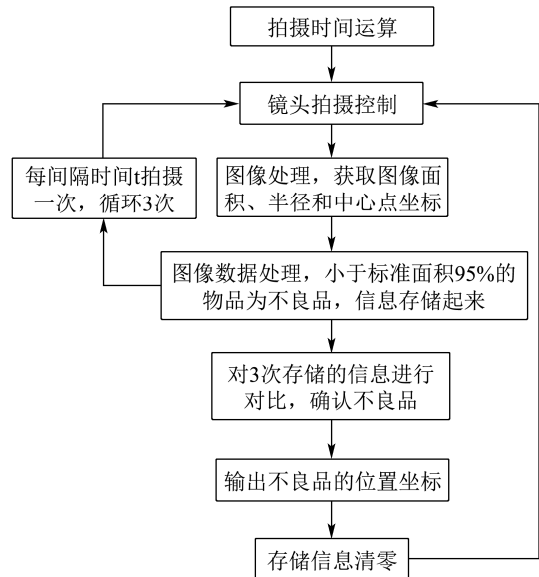 拍摄时间运算
镜头拍摄控制
每间隔时间t拍摄
一次，循环3次
图像处理，获取图像面
积、半径和中心点坐标
图像数据处理，小于标准面积95%的
物品为不良品，信息存储起来
对3次存储的信息进行
对比，确认不良品
输出不良品的位置坐标
存储信息清零